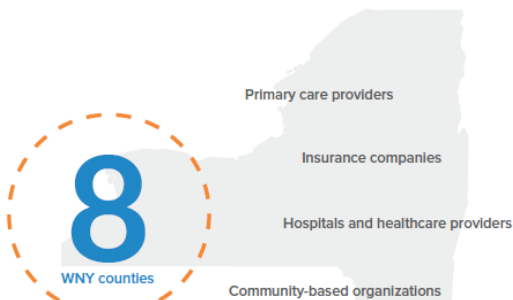 Primary care providers
Insurance companies
8
Hospitals and healthcare providers
WNY counties
Community-based organizations